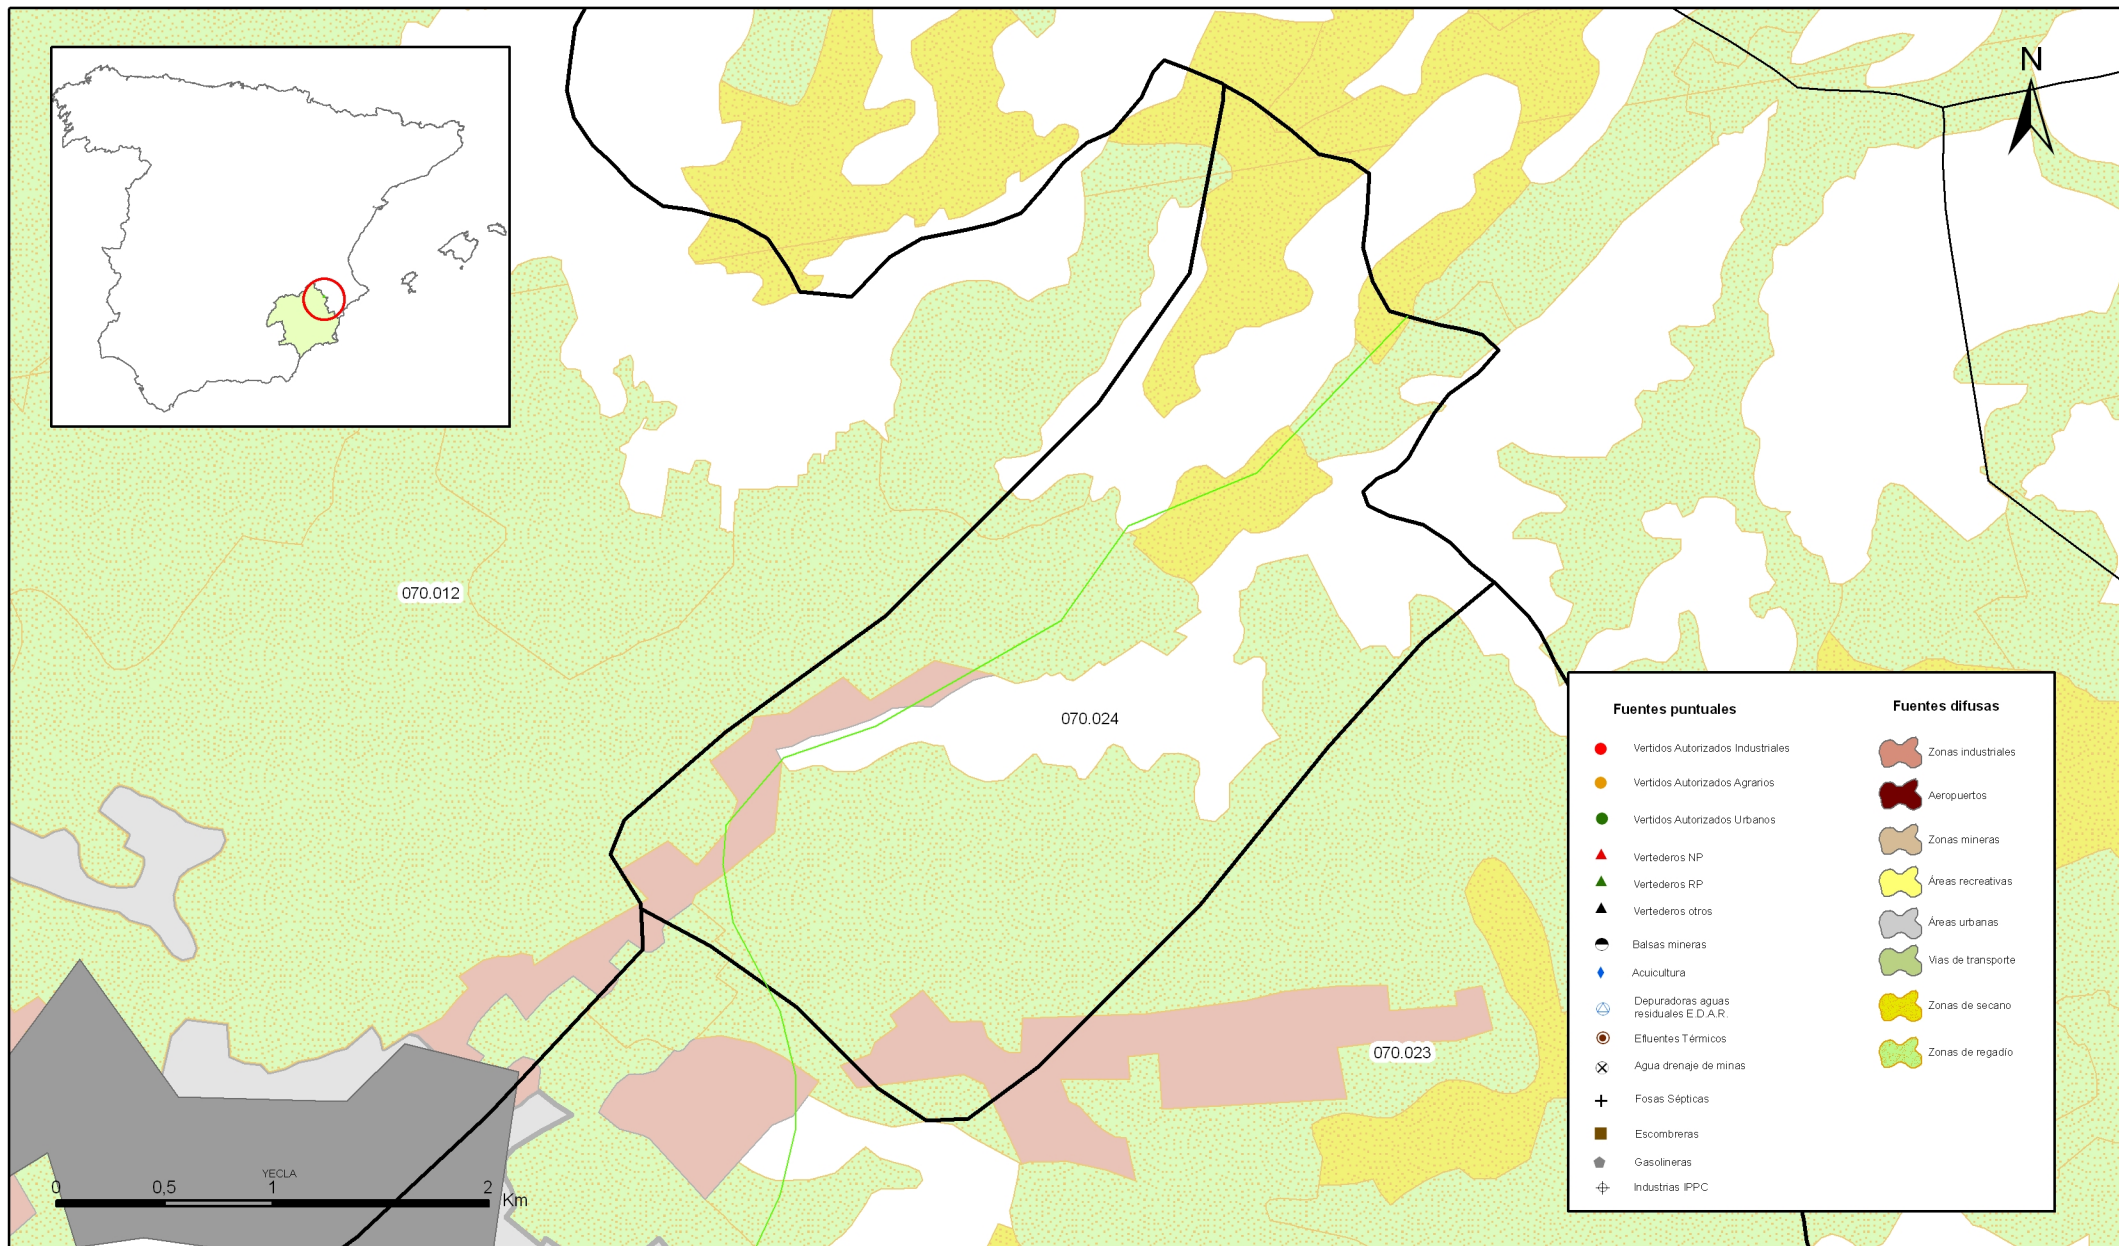 N
070.012
070.024
070.023
YECLA
0 0,5 1 2 Km
Fuentes puntuales
Vertidos Autorizados Industriales
Vertidos Autorizados Agrarios
Vertidos Autorizados Urbanos
Vertederos NP
Vertederos RP
Vertederos otros
Balsas mineras
Acuicultura
Depuradoras aguas
residuales E.D.A.R.
Efluentes Térmicos
Agua drenaje de minas
Fosas Sépticas
Escombreras
Gasolineras
Industrias IPPC
Fuentes difusas
Zonas industriales
Aeropuertos
Zonas mineras
Áreas recreativas
Áreas urbanas
Vias de transporte
Zonas de secano
Zonas de regadío